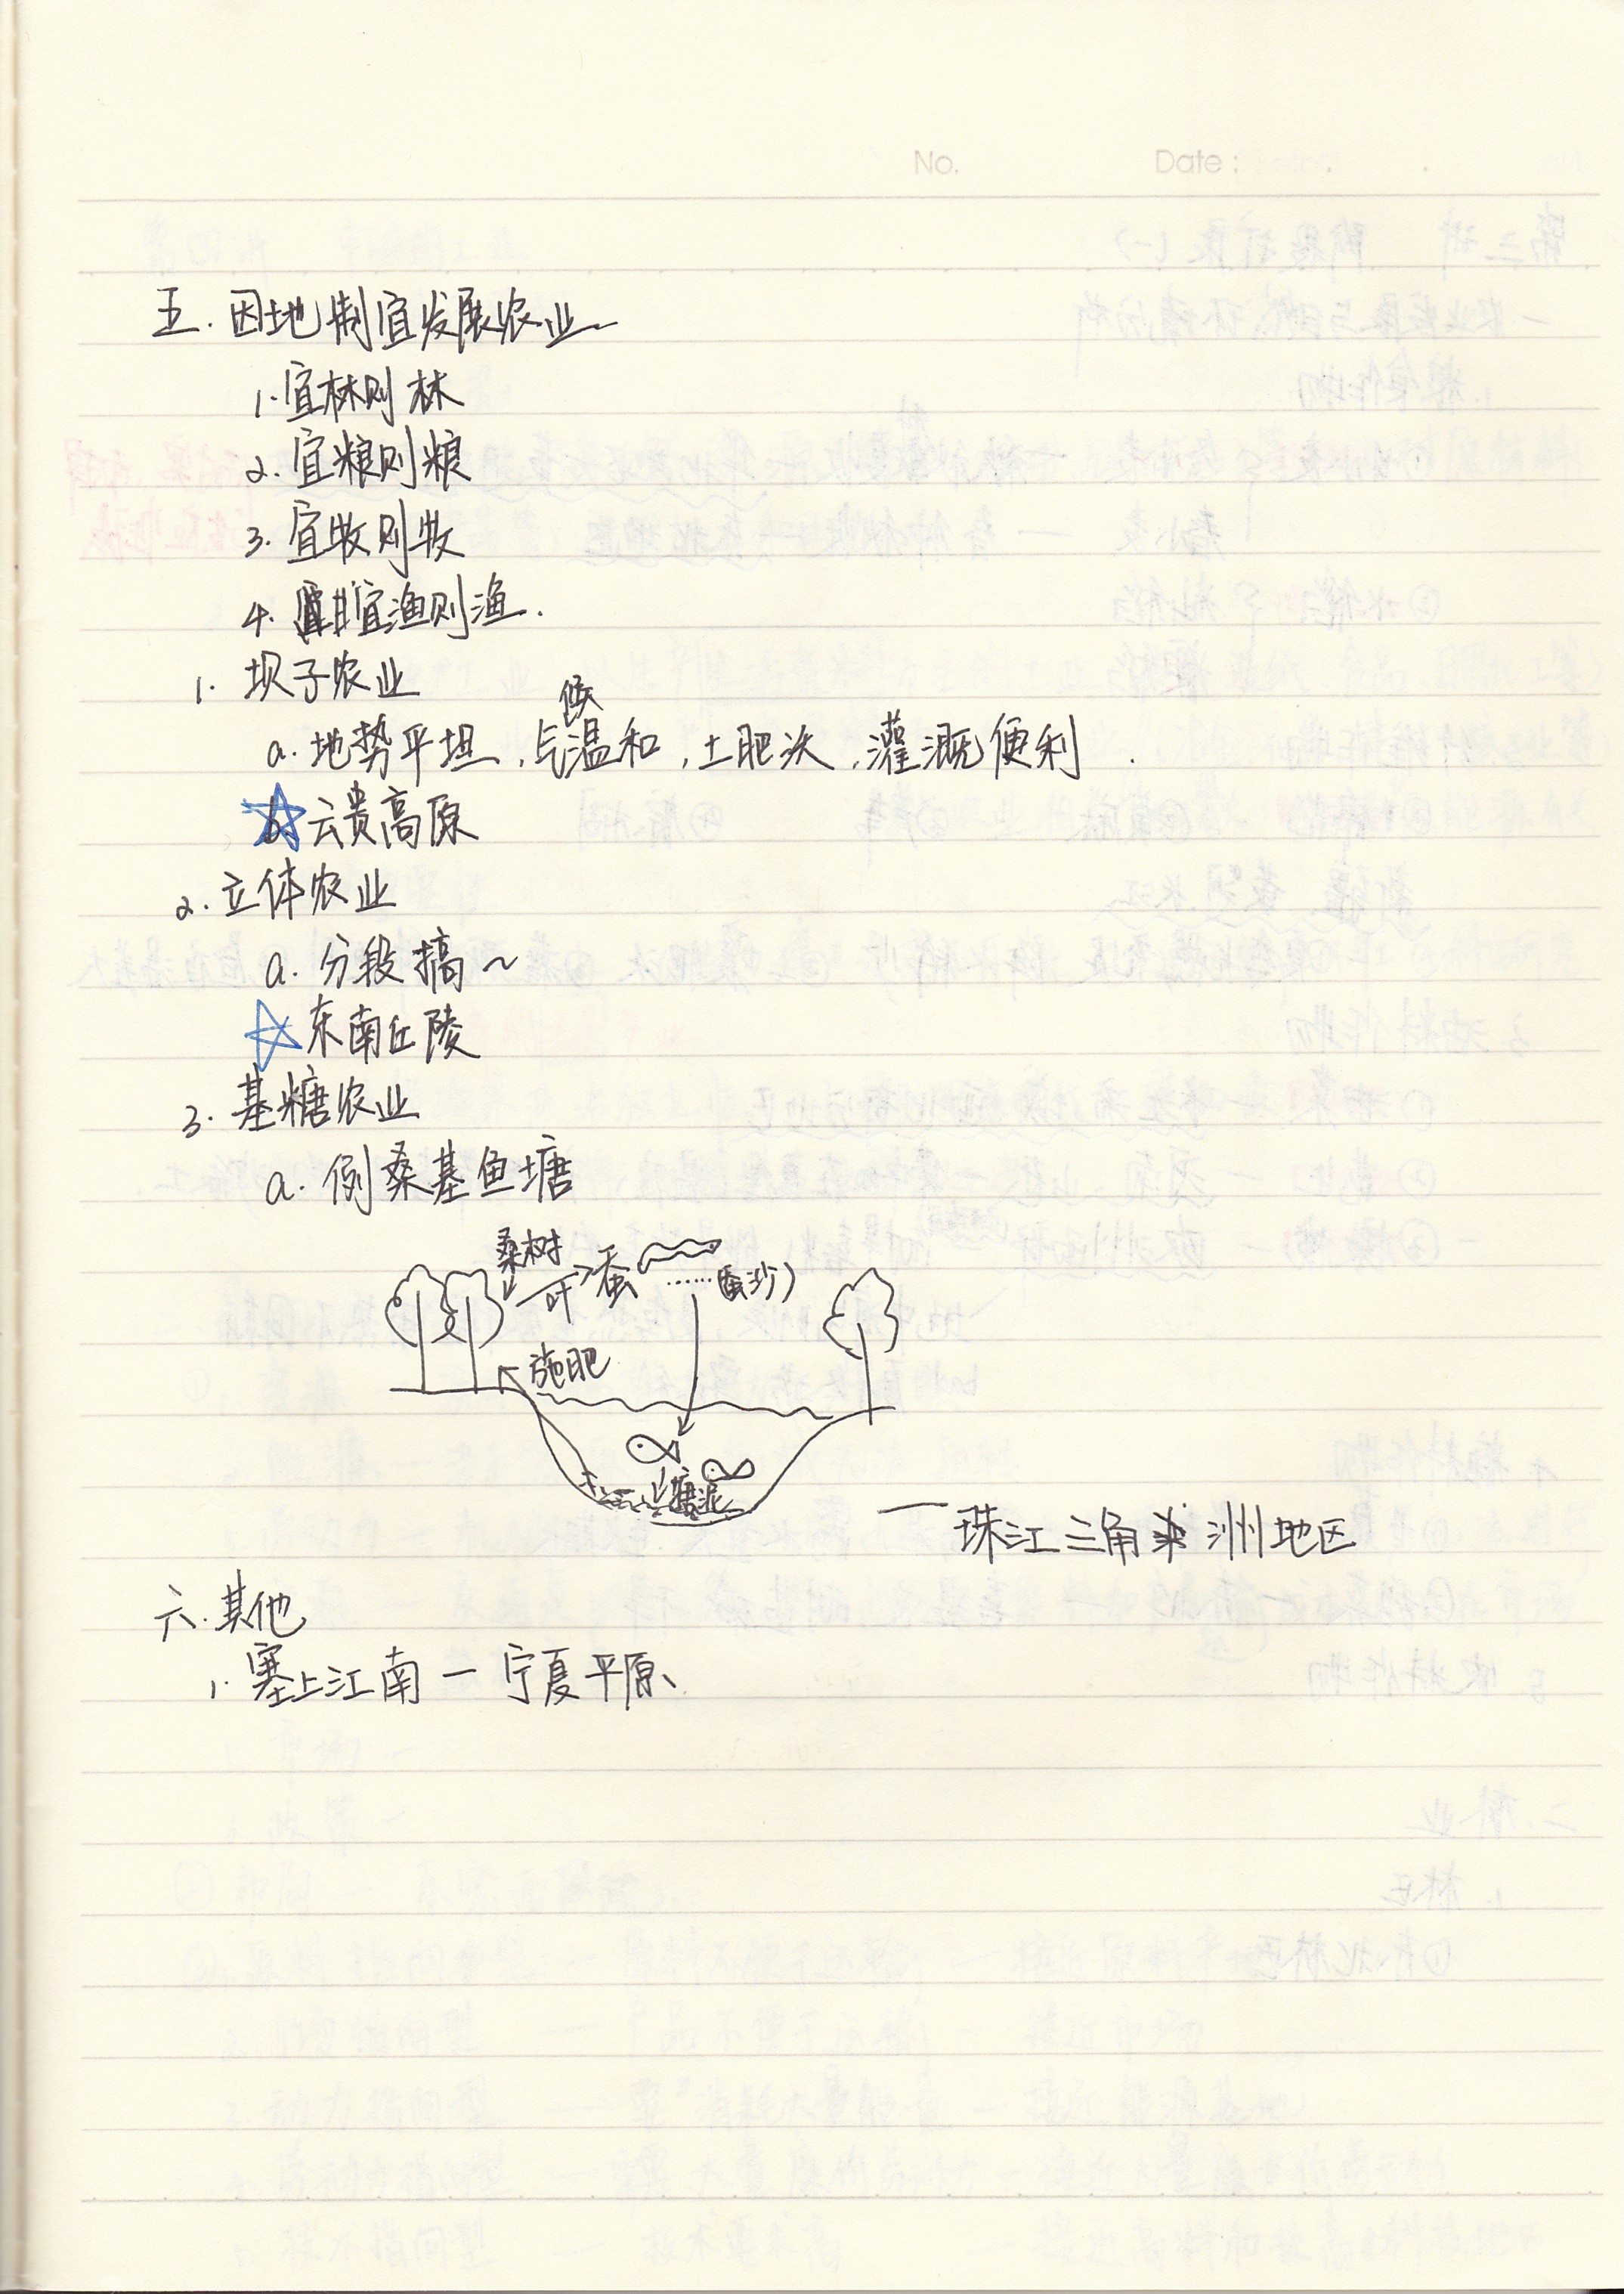 No. Date:
五.因地制宜发展农业
1.宜林则林
2.宜粮则粮
3.宜牧则牧
4.宜渔则渔.
1.坝子农业
a.地势平坦,气候温和,土肥沃,灌溉便利.
b.云贵高原
2.立体农业
a.分段搞~
东南丘陵
3.基糖农业
a.例桑基鱼塘
桑树
叶 蚕 ……(蚕沙)
施肥
塘泥
—珠江三角洲地区
六.其他
1.塞上江南—宁夏平原、